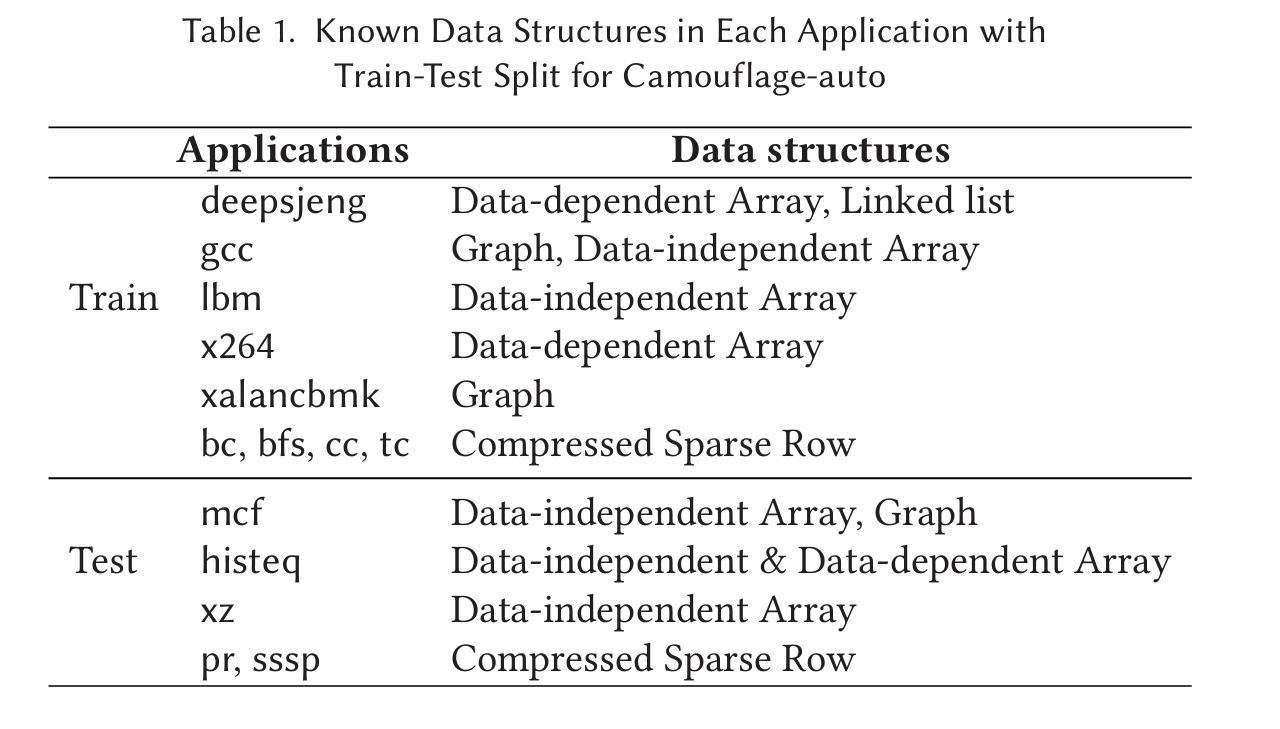 Table 1. Known Data Structures in Each Application with
Train-Test Split for Camouflage-auto
Applications Data structures
deepsjeng Data-dependent Array, Linked list
gcc Graph, Data-independent Array
Train lbm Data-independent Array
x264 Data-dependent Array
xalancbmk Graph
bc, bfs, cc, tc Compressed Sparse Row
mcf Data-independent Array, Graph
Test histeq Data-independent & Data-dependent Array
xz Data-independent Array
pr, sssp Compressed Sparse Row